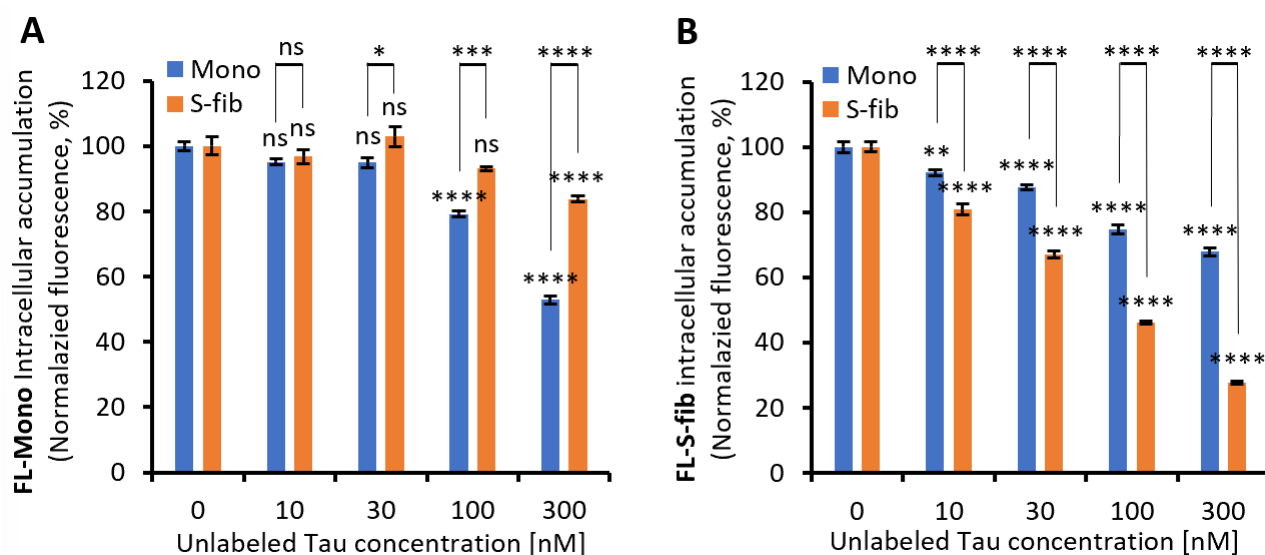 A
FL-Mono Intracellular accumulation
(Normalazied fluorescence, %)
Mono
S-fib
ns
*
***
****
120
100
80
60
40
20
0
ns
ns
ns
ns
****
ns
****
****
0
10
30
100
300
Unlabeled Tau concentration [nM]
B
FL-S-fib intracellular accumulation
(Normalazied fluorescence, %)
Mono
S-fib
****
****
****
****
120
100
80
60
40
20
0
**
****
****
****
****
****
****
****
0
10
30
100
300
Unlabeled Tau concentration [nM]